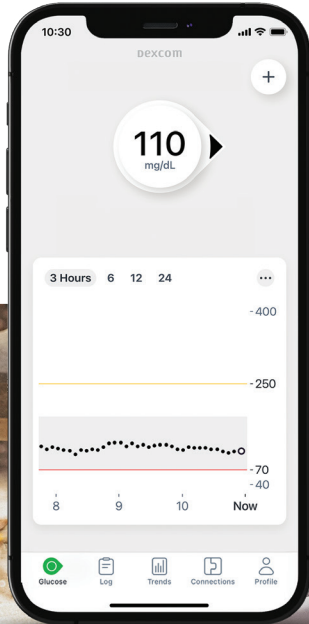 10:30
Dexcom
+
110
mg/dL
3 Hours 6 12 24 ...
-400
-250
-70
-40
8 9 10 Now
Glucose Log Trends Connections Profile